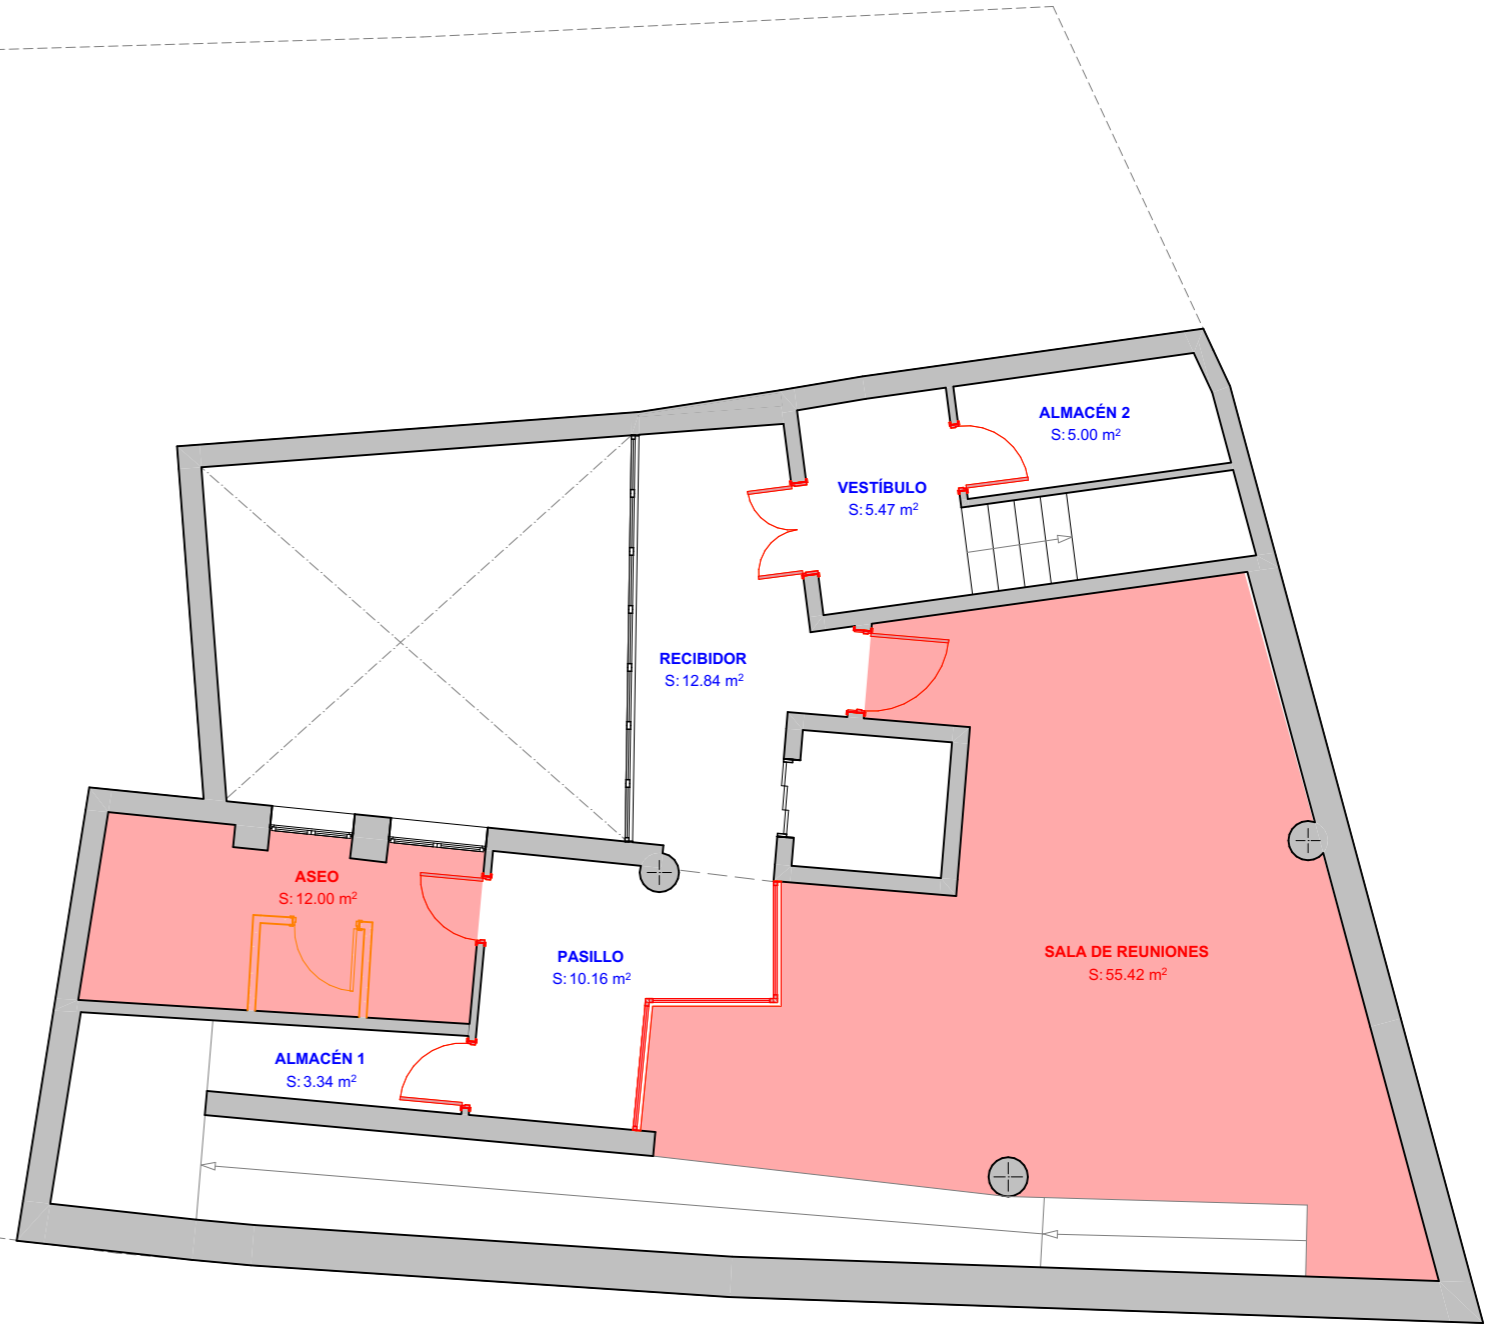 ALMACÉN 2
S: 5.00 m²
VESTÍBULO
S: 5.47 m²
RECIBIDOR
S: 12.84 m²
ASEO
S: 12.00 m²
PASILLO
S: 10.16 m²
SALA DE REUNIONES
S: 55.42 m²
ALMACÉN 1
S: 3.34 m²